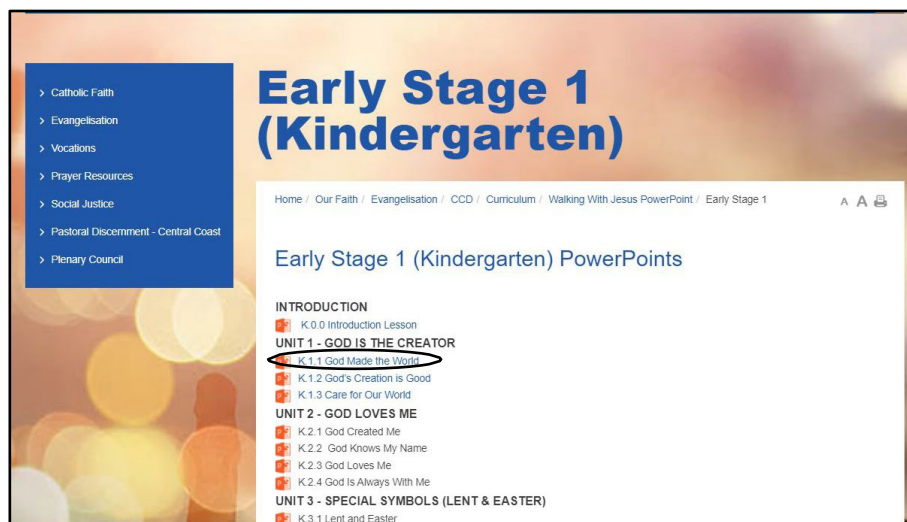 > Catholic Faith
> Evangelisation
> Vocations
> Prayer Resources
> Social Justice
> Pastoral Discernment - Central Coast
> Plenary Council
Early Stage 1
(Kindergarten)
Home / Our Faith / Evangelisation / CCD / Curriculum / Walking With Jesus PowerPoint / Early Stage 1
A A
Early Stage 1 (Kindergarten) PowerPoints
INTRODUCTION
K.0.0 Introduction Lesson
UNIT 1 - GOD IS THE CREATOR
K.1.1 God Made the World
K.1.2 God's Creation is Good
K.1.3 Care for Our World
UNIT 2 - GOD LOVES ME
K.2.1 God Created Me
K.2.2 God Knows My Name
K.2.3 God Loves Me
K.2.4 God Is Always With Me
UNIT 3 - SPECIAL SYMBOLS (LENT & EASTER)
K.3.1 Lent and Easter